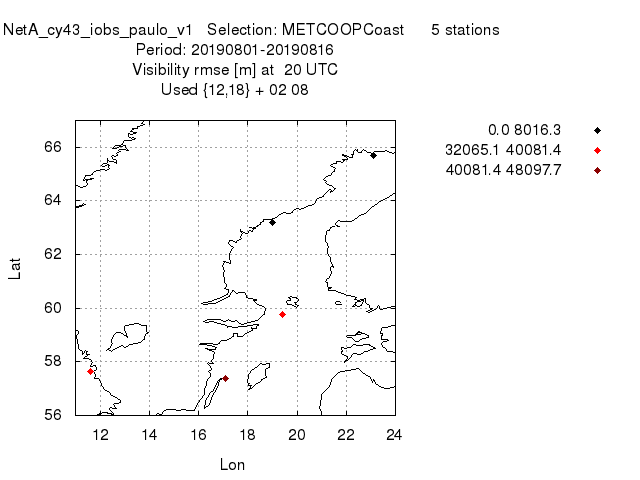 NetA_cy43_iobs_paulo_v1 Selection: METCOOPCoast 5 stations
Period: 20190801-20190816
Visibility rmse [m] at 20 UTC
Used {12,18} + 02 08
0.0 8016.3
32065.1 40081.4
40081.4 48097.7
66
64
62
60
58
56
Lat
12 14 16 18 20 22 24
Lon